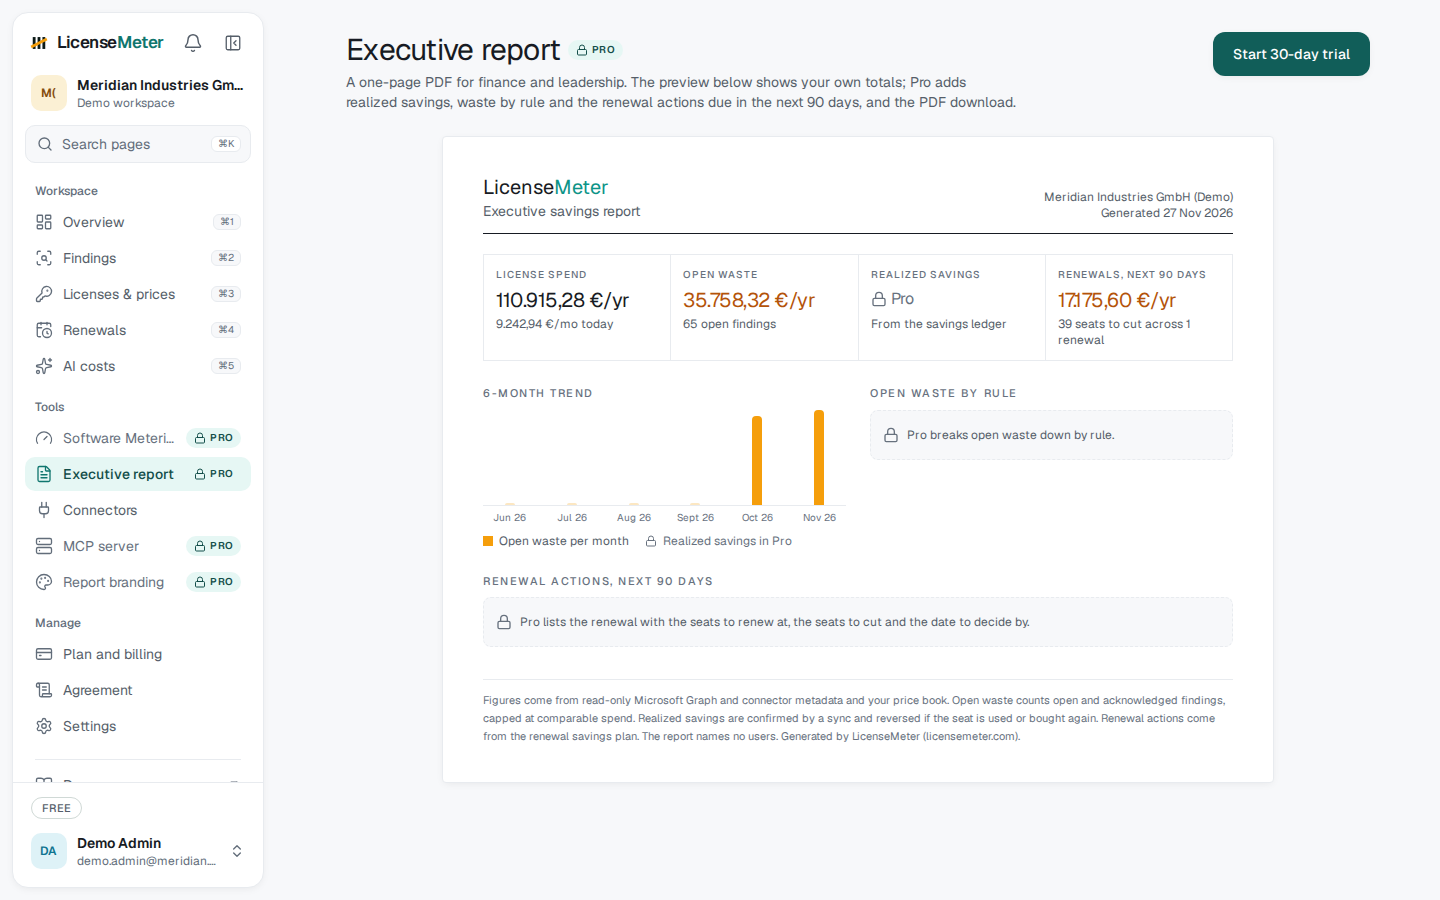 LicenseMeter
M(
Meridian Industries Gm...
Demo workspace
Search pages
⌘K
Workspace
Overview
⌘1
Findings
⌘2
Licenses & prices
⌘3
Renewals
⌘4
AI costs
⌘5
Tools
Software Meteri...
PRO
Executive report
PRO
Connectors
MCP server
PRO
Report branding
PRO
Manage
Plan and billing
Agreement
Settings
FREE
DA
Demo Admin
demo.admin@meridian....
Executive report
PRO
A one-page PDF for finance and leadership. The preview below shows your own totals; Pro adds
realized savings, waste by rule and the renewal actions due in the next 90 days, and the PDF download.
Start 30-day trial
LicenseMeter
Executive savings report
Meridian Industries GmbH (Demo)
Generated 27 Nov 2026
LICENSE SPEND
110.915,28 €/yr
9.242,94 €/mo today
OPEN WASTE
35.758,32 €/yr
65 open findings
REALIZED SAVINGS
Pro
From the savings ledger
RENEWALS, NEXT 90 DAYS
17.175,60 €/yr
39 seats to cut across 1
renewal
6-MONTH TREND
Jun 26
Jul 26
Aug 26
Sept 26
Oct 26
Nov 26
Open waste per month
Realized savings in Pro
OPEN WASTE BY RULE
Pro breaks open waste down by rule.
RENEWAL ACTIONS, NEXT 90 DAYS
Pro lists the renewal with the seats to renew at, the seats to cut and the date to decide by.
Figures come from read-only Microsoft Graph and connector metadata and your price book. Open waste counts open and acknowledged findings,
capped at comparable spend. Realized savings are confirmed by a sync and reversed if the seat is used or bought again. Renewal actions come
from the renewal savings plan. The report names no users. Generated by LicenseMeter (licensemeter.com).